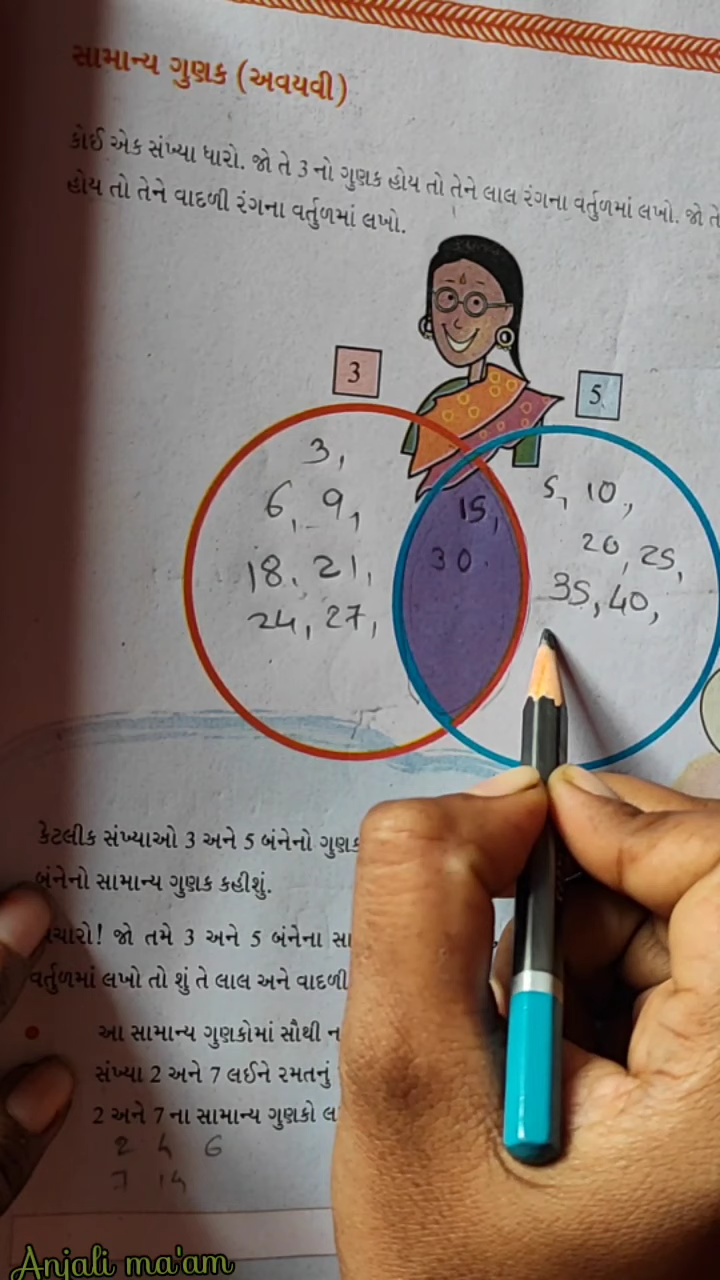 સામાન્ય ગુણક (અવયવી)
કોઈ એક સંખ્યા ધારો. જો તે 3 નો ગુણક હોય તો તેને લાલ રંગના વર્તુળમાં લખો. જો તે
હોય તો તેને વાદળી રંગના વર્તુળમાં લખો.
3
5
3,
6, 9,
18, 21,
24, 27,
15,
30.
5, 10,
20, 25,
35, 40,
કેટલીક સંખ્યાઓ 3 અને 5 બંનેનો ગુણક
બંનેનો સામાન્ય ગુણક કહીશું.
જો તમે 3 અને 5 બંનેના સા
વર્તુળમાં લખો તો શું તે લાલ અને વાદળી
આ સામાન્ય ગુણકોમાં સૌથી ન
સંખ્યા 2 અને 7 લઈને રમતનું
2 અને 7 ના સામાન્ય ગુણકો લ
2 4 6
7 14
Anjali ma'am